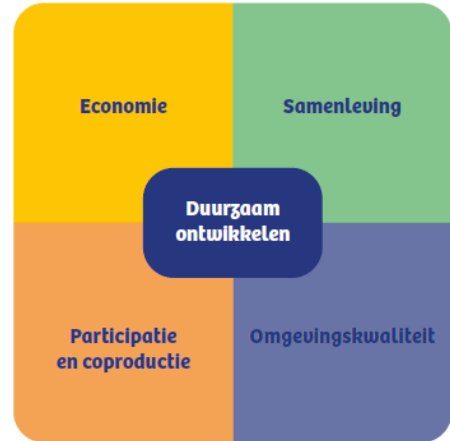 Economie
Samenleving
Duurzaam
ontwikkelen
Participatie
en coproductie
Omgevingskwaliteit